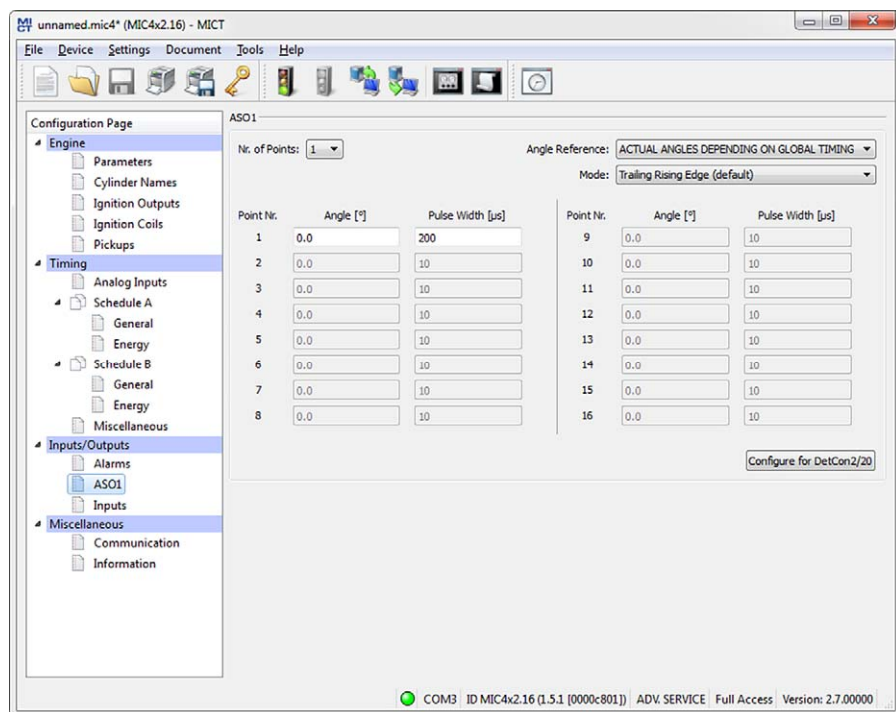 MICT unnamed.mic4* (MIC4x2.16) - MICT
File Device Settings Document Tools Help
Configuration Page
Engine
Parameters
Cylinder Names
Ignition Outputs
Ignition Coils
Pickups
Timing
Analog Inputs
Schedule A
General
Energy
Schedule B
General
Energy
Miscellaneous
Inputs/Outputs
Alarms
ASO1
Inputs
Miscellaneous
Communication
Information
ASO1
Nr. of Points: 1 Angle Reference: ACTUAL ANGLES DEPENDING ON GLOBAL TIMING
Mode: Trailing Rising Edge (default)
Point Nr. Angle [°] Pulse Width [µs] Point Nr. Angle [°] Pulse Width [µs]
1 0.0 200 9 0.0 10
2 0.0 10 10 0.0 10
3 0.0 10 11 0.0 10
4 0.0 10 12 0.0 10
5 0.0 10 13 0.0 10
6 0.0 10 14 0.0 10
7 0.0 10 15 0.0 10
8 0.0 10 16 0.0 10
Configure for DetCon2/20
COM3 ID MIC4x2.16 (1.5.1 [0000c801]) ADV. SERVICE Full Access Version: 2.7.00000